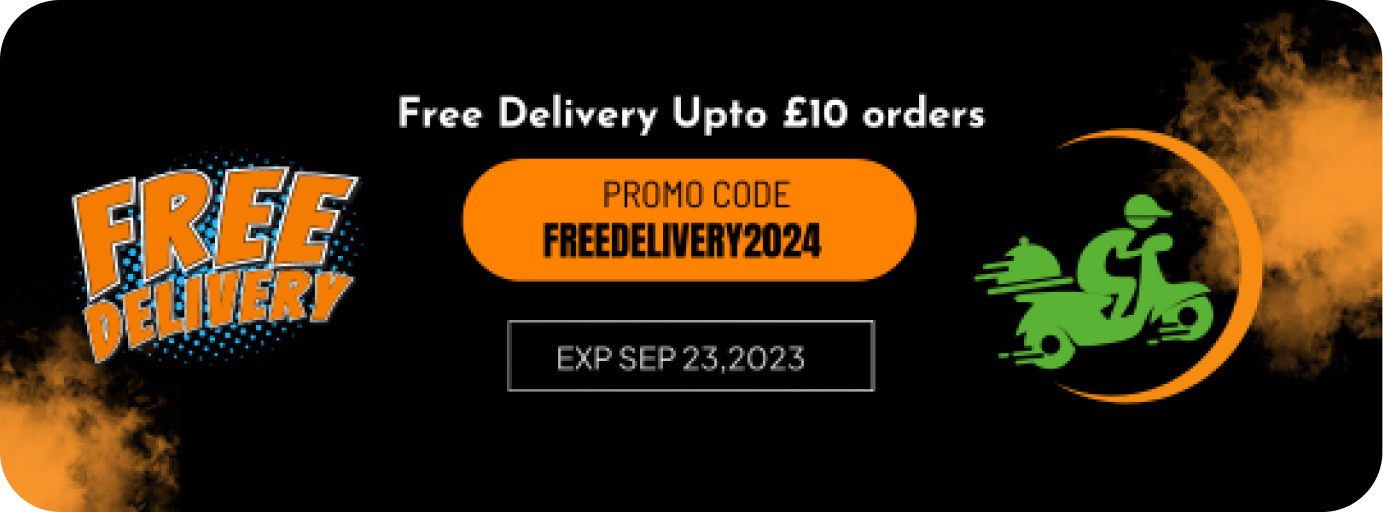 Free Delivery Upto £10 orders
FREE
DELIVERY
PROMO CODE
FREEDELIVERY2024
EXP SEP 23,2023